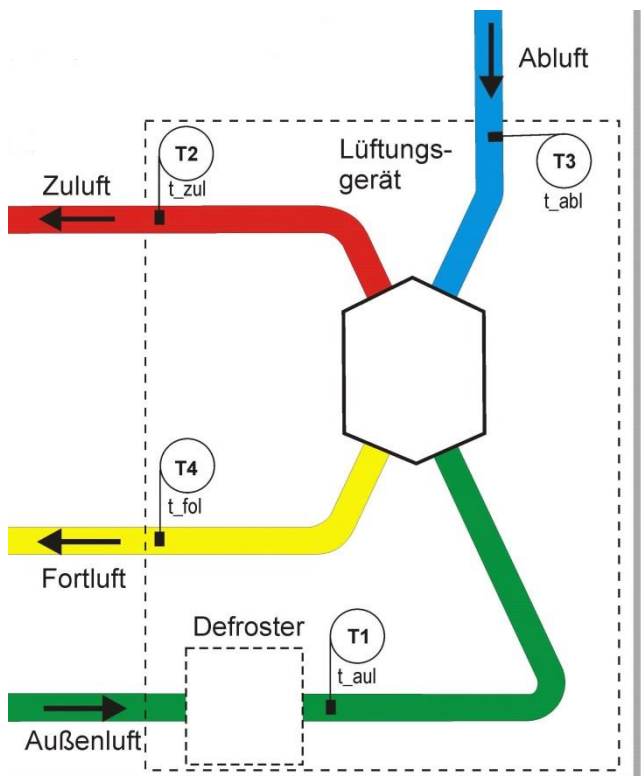 Abluft
T2
Lüftungs-
gerät
T3
t_zul
t_abl
Zuluft
T4
t_fol
Fortluft
Defroster
T1
t_aul
Außenluft